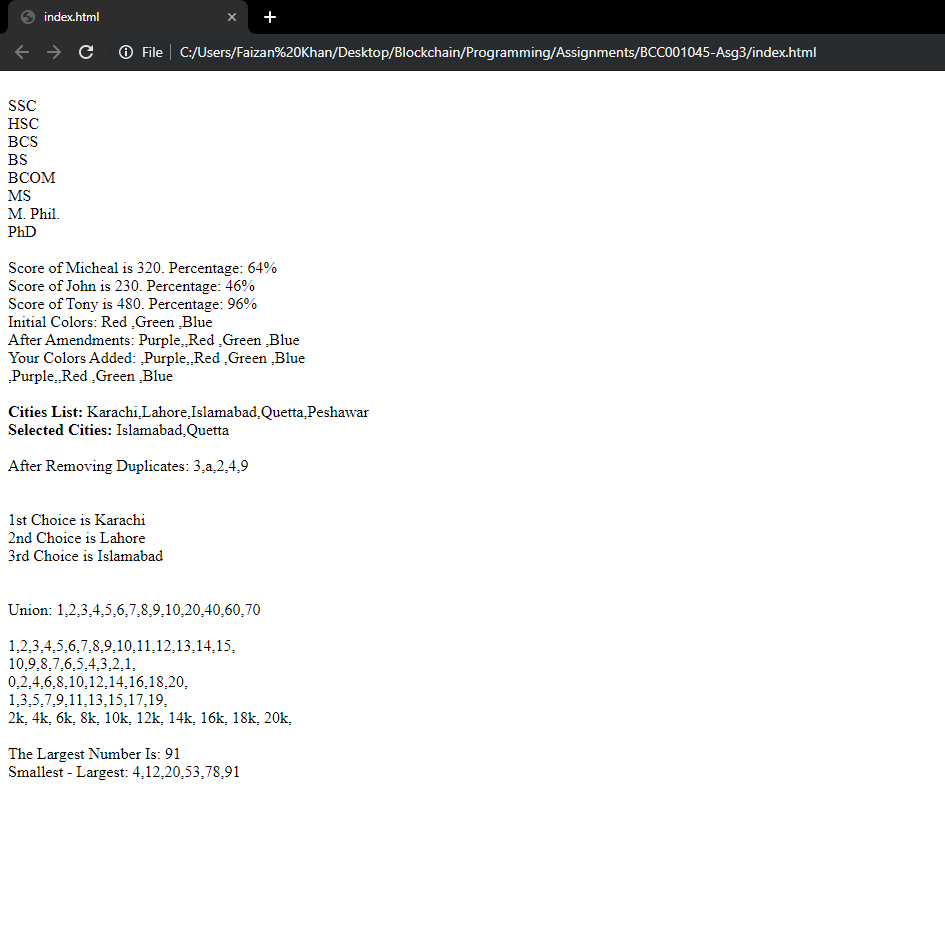 index.html
File
C:/Users/Faizan%20Khan/Desktop/Blockchain/Programming/Assignments/BCC001045-Asg3/index.html
SSC
HSC
BCS
BS
BCOM
MS
M. Phil.
PhD
Score of Micheal is 320. Percentage: 64%
Score of John is 230. Percentage: 46%
Score of Tony is 480. Percentage: 96%
Initial Colors: Red ,Green ,Blue
After Amendments: Purple,,Red ,Green ,Blue
Your Colors Added: ,Purple,,Red ,Green ,Blue
,Purple,,Red ,Green ,Blue
Cities List: Karachi,Lahore,Islamabad,Quetta,Peshawar
Selected Cities: Islamabad,Quetta
After Removing Duplicates: 3,a,2,4,9
1st Choice is Karachi
2nd Choice is Lahore
3rd Choice is Islamabad
Union: 1,2,3,4,5,6,7,8,9,10,20,40,60,70
1,2,3,4,5,6,7,8,9,10,11,12,13,14,15,
10,9,8,7,6,5,4,3,2,1,
0,2,4,6,8,10,12,14,16,18,20,
1,3,5,7,9,11,13,15,17,19,
2k, 4k, 6k, 8k, 10k, 12k, 14k, 16k, 18k, 20k,
The Largest Number Is: 91
Smallest - Largest: 4,12,20,53,78,91